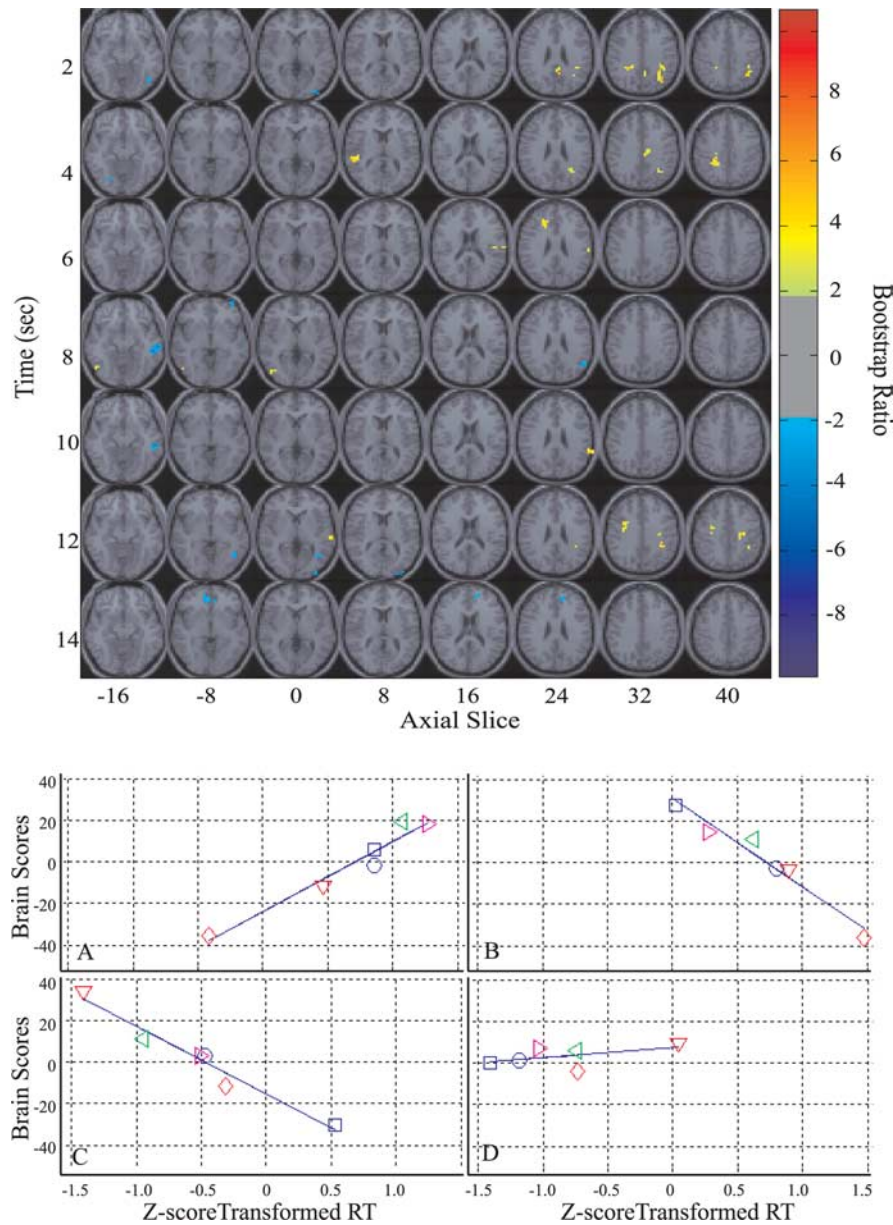 2
4
6
8
10
12
14
Time (sec)
-16 -8 0 8 16 24 32 40
Axial Slice
8
6
4
2
0
-2
-4
-6
-8
Bootstrap Ratio
40
20
0
-20
-40
Brain Scores
A
B
40
20
0
-20
-40
Brain Scores
C
D
-1.5 -1.0 -0.5 0 0.5 1.0 -1.5 -1.0 -0.5 0 0.5 1.0 1.5
Z-scoreTransformed RT Z-scoreTransformed RT